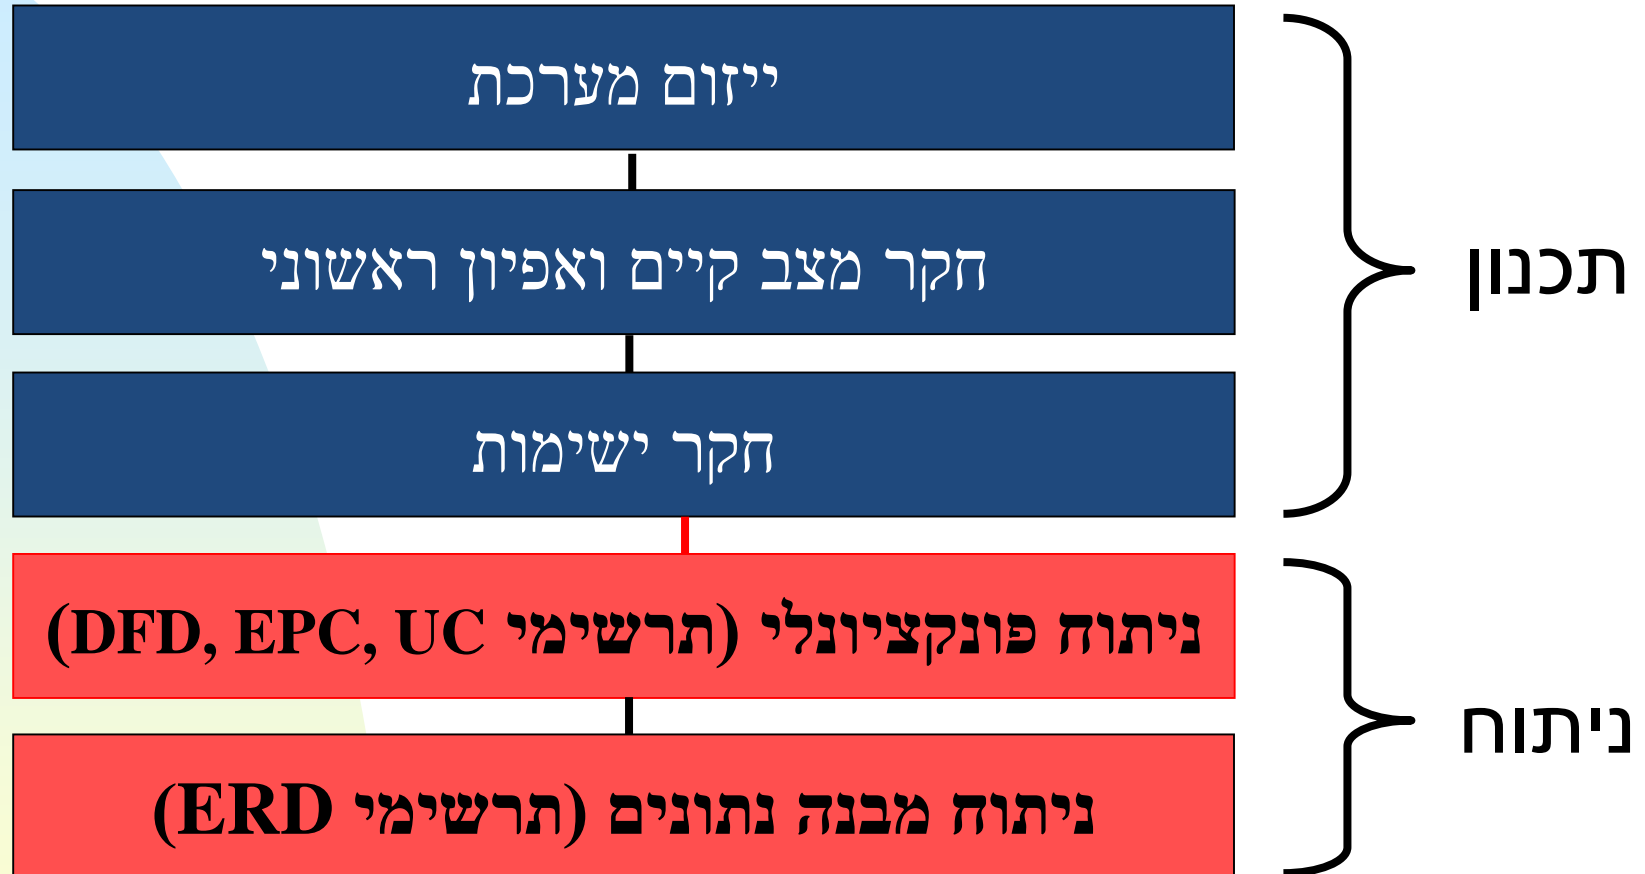 ייזום מערכת
חקר מצב קיים ואפיון ראשוני
חקר ישימות
תכנון
ניתוח פונקציונלי (תרשימי DFD, EPC, UC)
ניתוח מבנה נתונים (תרשימי ERD)
ניתוח